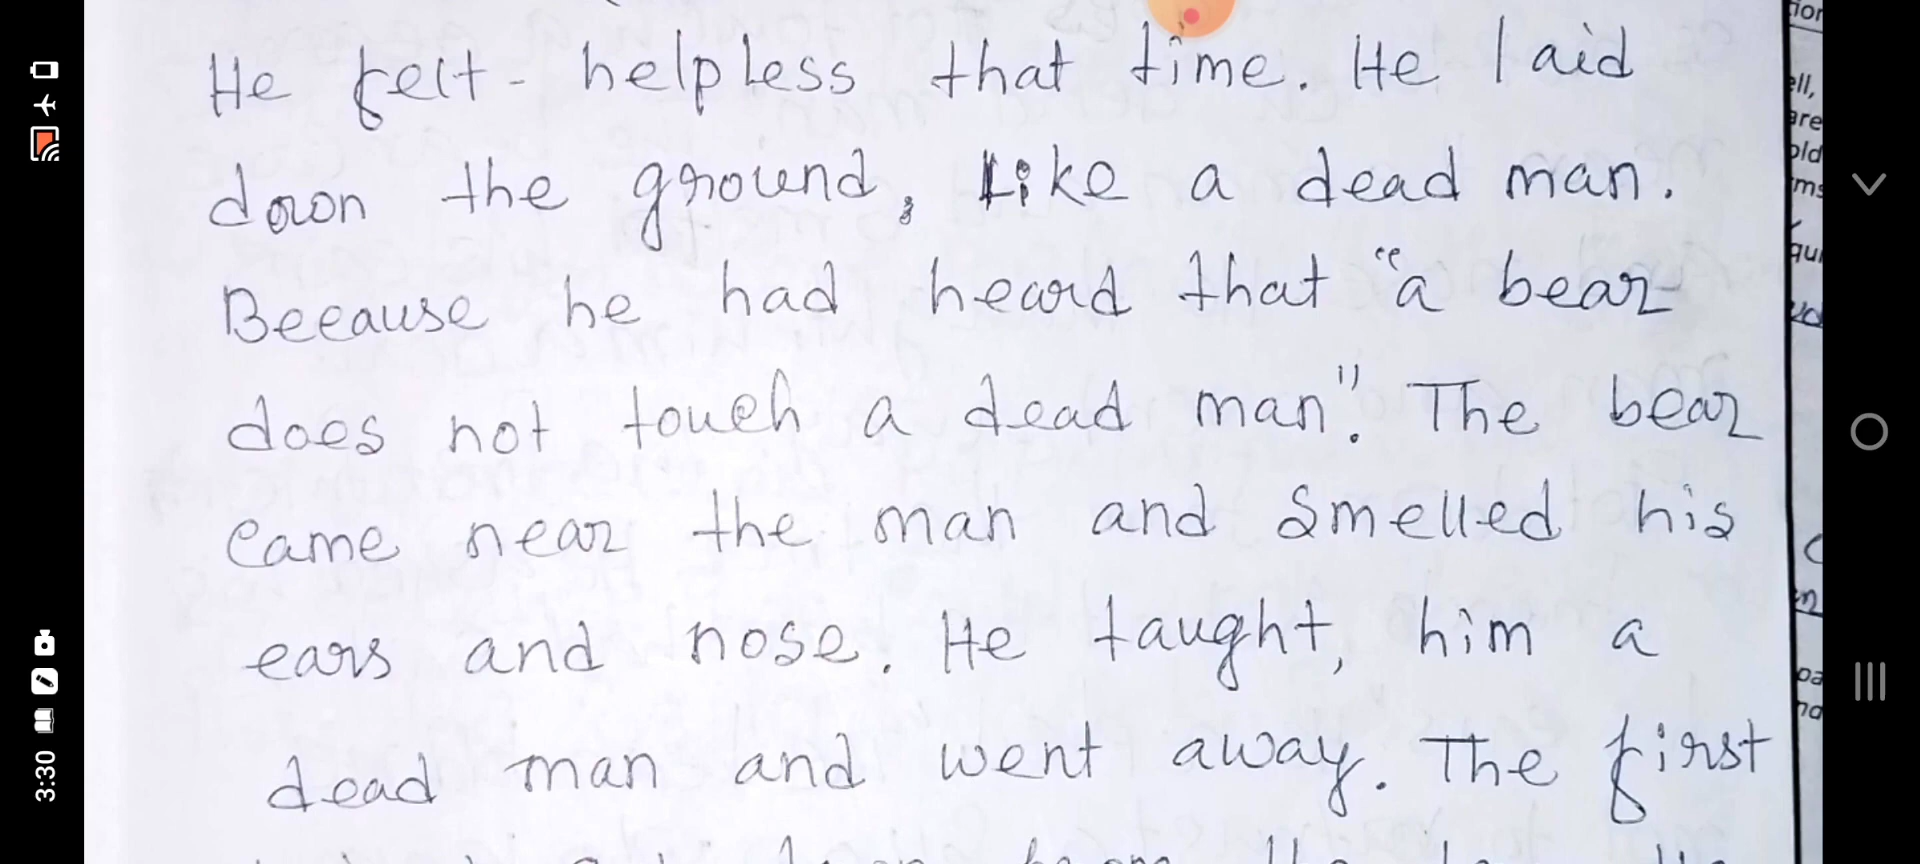 He felt- helpless that time. He laid
down the ground, Like a dead man.
Because he had heard that "a bear
does not touch a dead man". The bear
came near the man and smelled his
ears and nose. He taught, him a
dead man and went away. The first
3:30